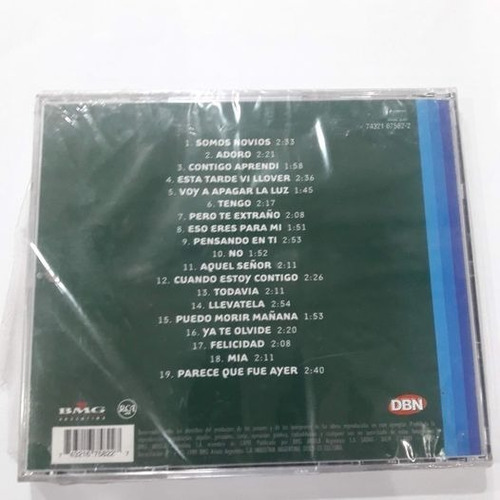 74321 67562-2
1. SOMOS NOVIOS 2:33
2. ADORO 2:21
3. CONTIGO APRENDI 1:58
4. ESTA TARDE VI LLOVER 2:36
5. VOY A APAGAR LA LUZ 1:45
6. TENGO 2:17
7. PERO TE EXTRAÑO 2:08
8. ESO ERES PARA MI 1:51
9. PENSANDO EN TI 2:53
10. NO 1:52
11. AQUEL SEÑOR 2:11
12. CUANDO ESTOY CONTIGO 2:26
13. TODAVIA 2:11
14. LLEVATELA 2:54
15. PUEDO MORIR MAÑANA 1:53
16. YA TE OLVIDE 2:20
17. FELICIDAD 2:08
18. MIA 2:11
19. PARECE QUE FUE AYER 2:40
BMG
ARGENTINA
RCA
DBN